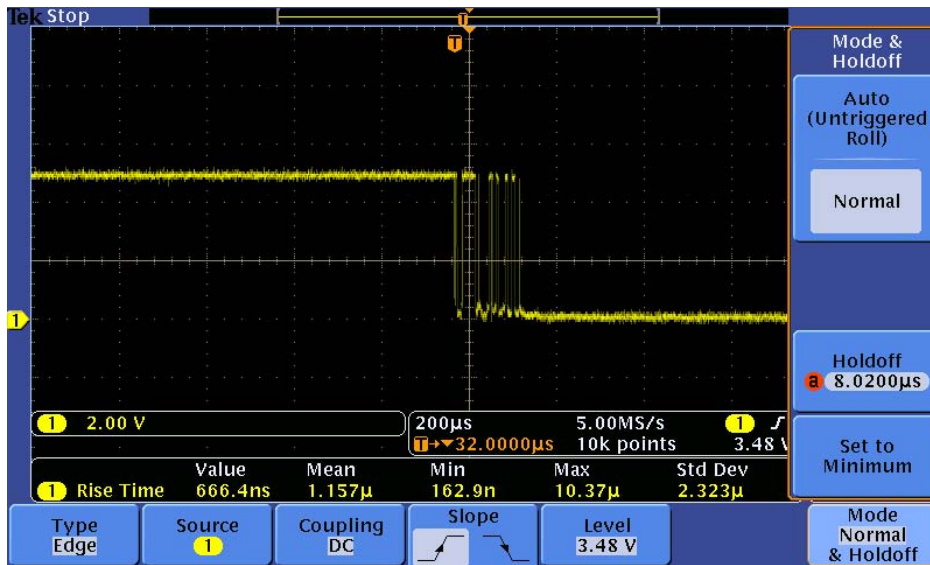 Tek Stop
T
T
Mode &
Holdoff
Auto
(Untriggered
Roll)
Normal
1
Holdoff
a 8.0200µs
Set to
Minimum
1 2.00 V
200µs 5.00MS/s 1
T→▼32.0000µs 10k points 3.48 V
Value Mean Min Max Std Dev
1 Rise Time 666.4ns 1.157µ 162.9n 10.37µ 2.323µ
Type
Edge
Source
1
Coupling
DC
Slope
Level
3.48 V
Mode
Normal
& Holdoff